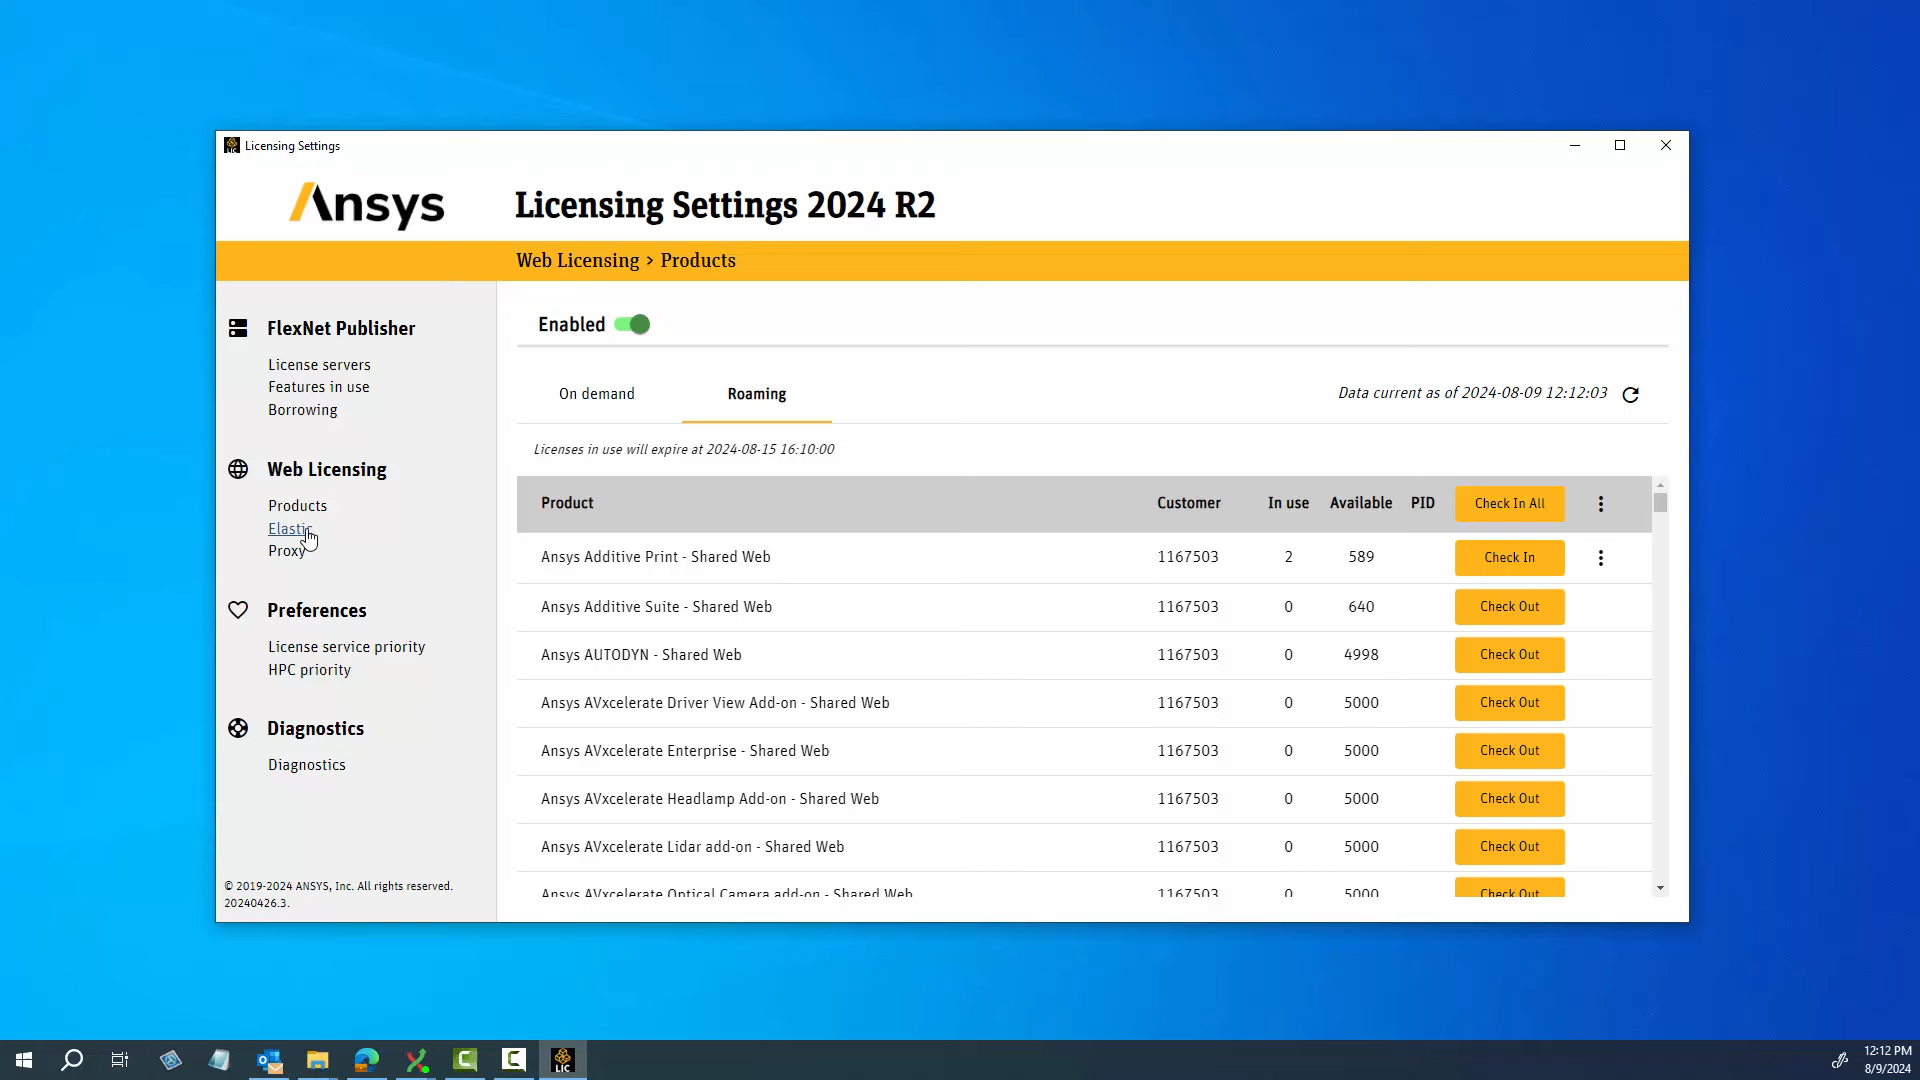 LIC Licensing Settings
Ansys
Licensing Settings 2024 R2
Web Licensing > Products
FlexNet Publisher
License servers
Features in use
Borrowing
Web Licensing
Products
Elastic
Proxy
Preferences
License service priority
HPC priority
Diagnostics
Diagnostics
© 2019-2024 ANSYS, Inc. All rights reserved.
20240426.3.
Enabled
On demand Roaming Data current as of 2024-08-09 12:12:03
Licenses in use will expire at 2024-08-15 16:10:00
Product Customer In use Available PID Check In All
Ansys Additive Print - Shared Web 1167503 2 589 Check In
Ansys Additive Suite - Shared Web 1167503 0 640 Check Out
Ansys AUTODYN - Shared Web 1167503 0 4998 Check Out
Ansys AVxcelerate Driver View Add-on - Shared Web 1167503 0 5000 Check Out
Ansys AVxcelerate Enterprise - Shared Web 1167503 0 5000 Check Out
Ansys AVxcelerate Headlamp Add-on - Shared Web 1167503 0 5000 Check Out
Ansys AVxcelerate Lidar add-on - Shared Web 1167503 0 5000 Check Out
Ansys AVxcelerate Optical Camera add-on - Shared Web 1167503 0 5000 Check Out
LIC
12:12 PM
8/9/2024